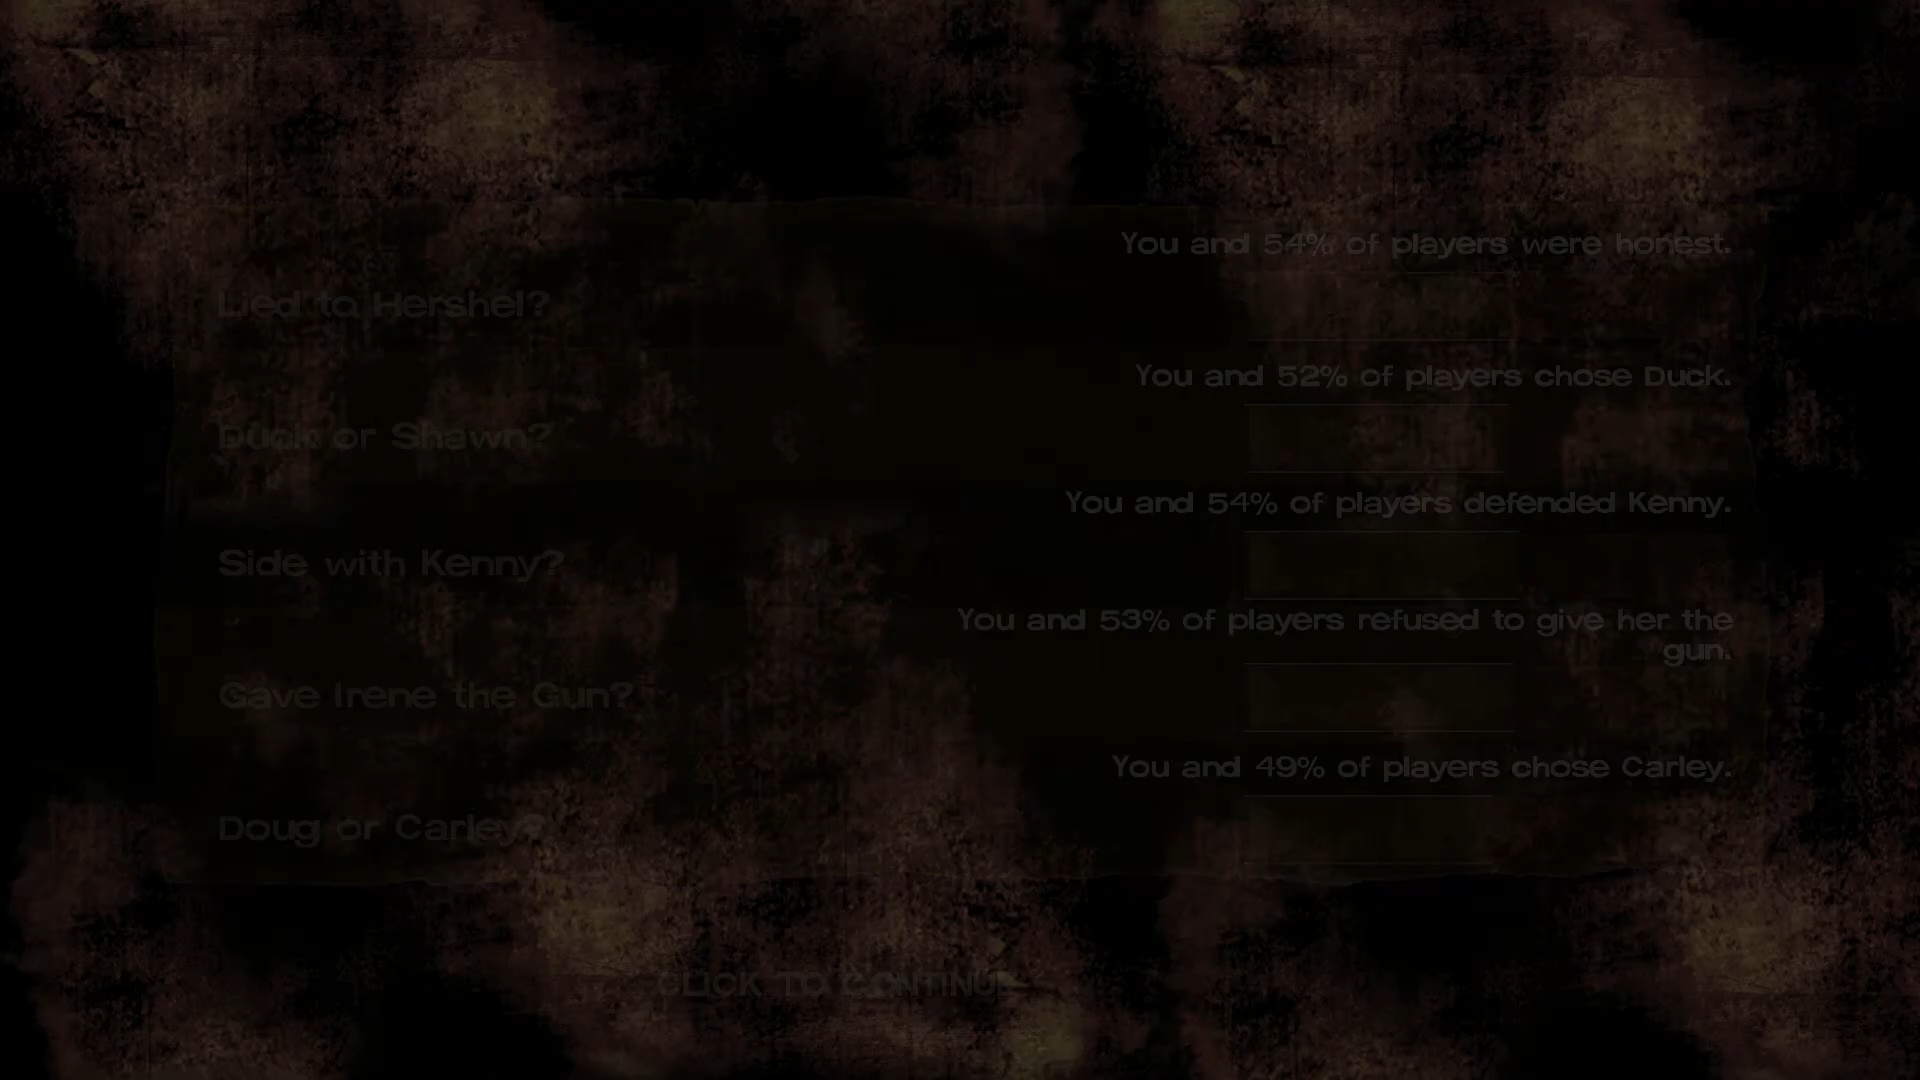 You and 54% of players were honest.
Lied to Hershel?
You and 52% of players chose Duck.
Duck or Shawn?
You and 54% of players defended Kenny.
Side with Kenny?
You and 53% of players refused to give her the
gun.
Gave Irene the Gun?
You and 49% of players chose Carley.
Doug or Carley?
CLICK TO CONTINUE